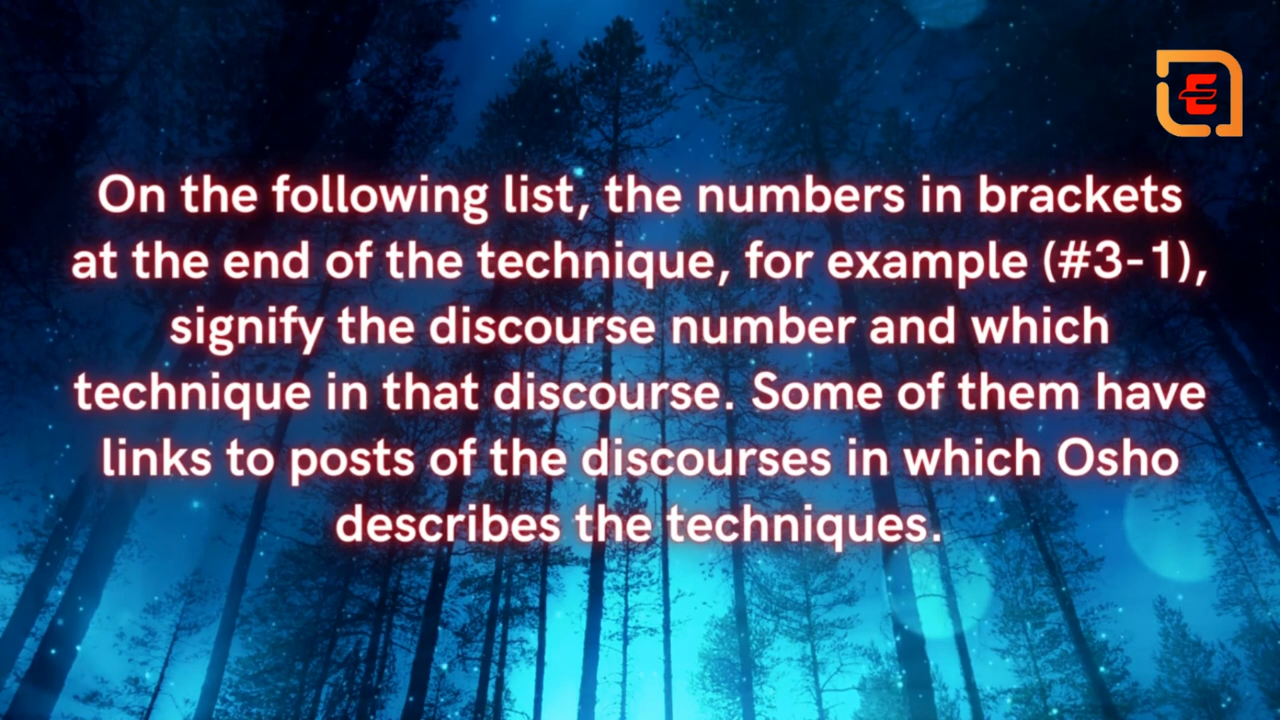 On the following list, the numbers in brackets
at the end of the technique, for example (#3-1),
signify the discourse number and which
technique in that discourse. Some of them have
links to posts of the discourses in which Osho
describes the techniques.
E